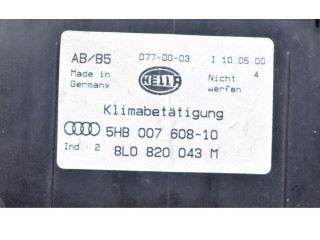 AB/B5 077-00-03 I 10.05.00
Made in Germany HELLA Nicht werfen 4
Klimabetätigung
5HB 007 608-10
Ind. 2 8L0 820 043 M